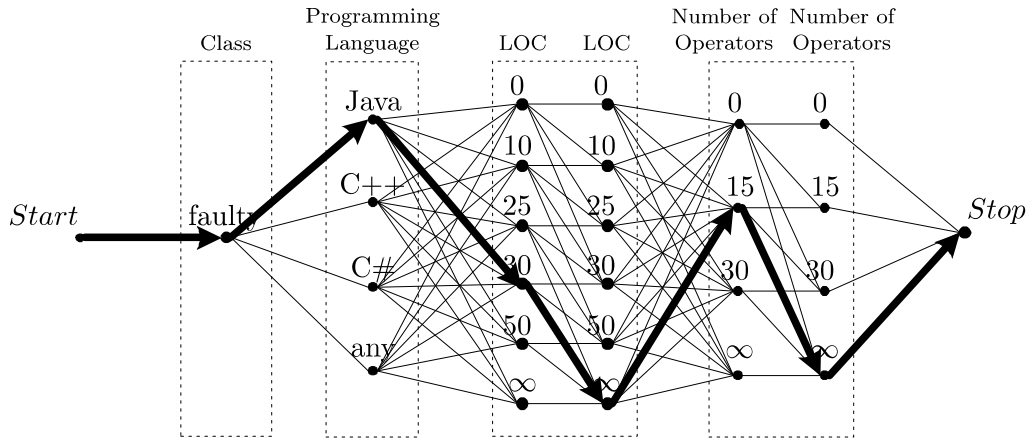 Class
Programming
Language
LOC
LOC
Number of
Operators
Number of
Operators
Start
faulty
Java
C++
C#
any
0
10
25
30
50
∞
0
10
25
30
50
∞
0
15
30
∞
0
15
30
∞
Stop